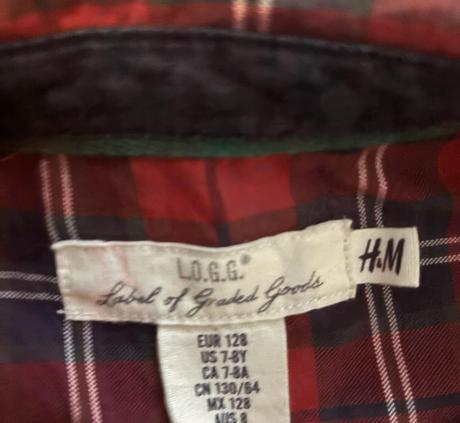 L.O.G.G.®
H&M
Label of Graded Goods
EUR 128
US 7-8Y
CA 7-8A
CN 130/64
MX 128
AUS 8